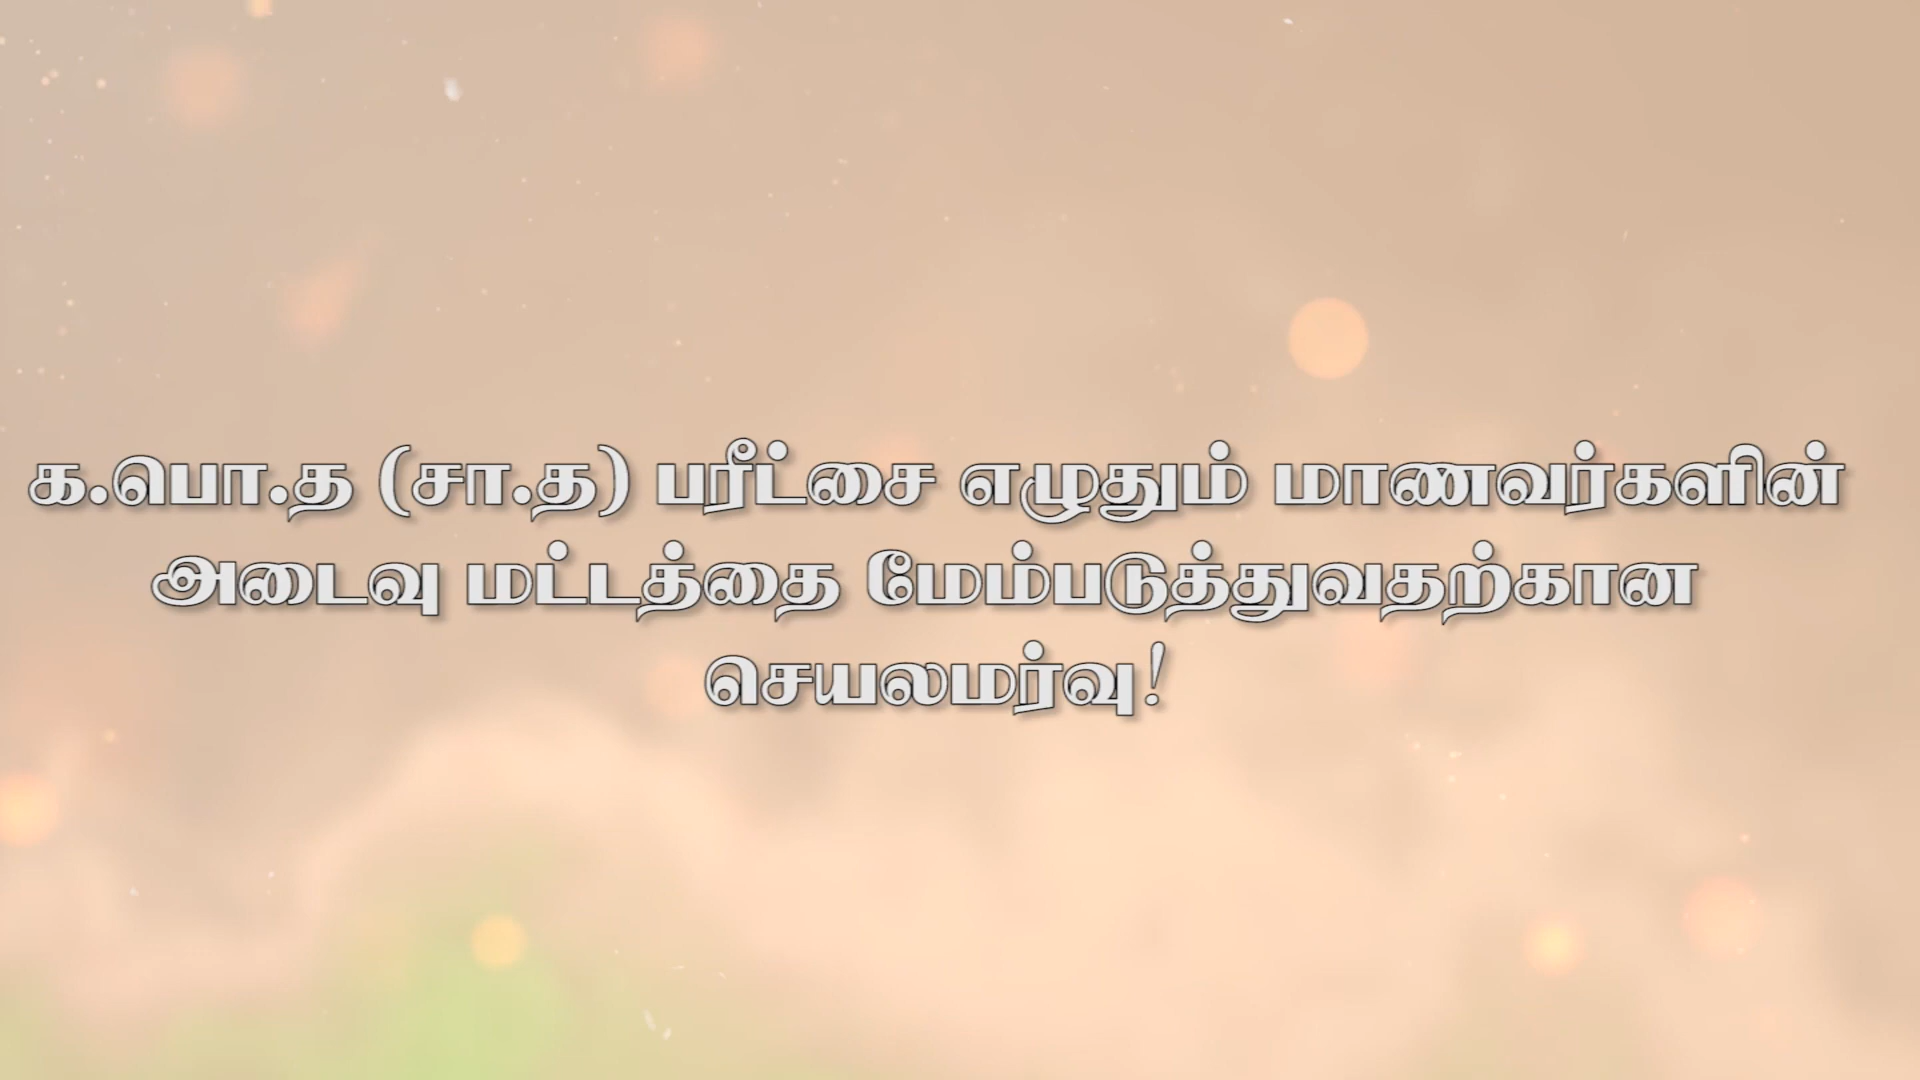 க.பொ.த (சா.த) பரீட்சை எழுதும் மாணவர்களின்
அடைவு மட்டத்தை மேம்படுத்துவதற்கான
செயலமர்வு!